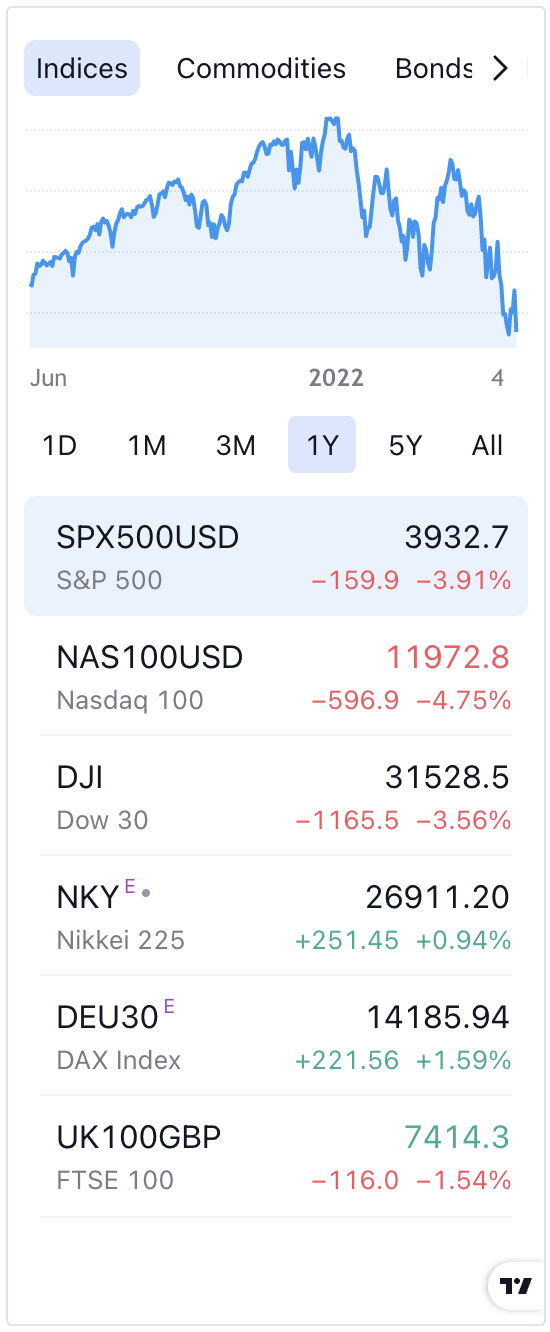 Indices Commodities Bonds
Jun 2022 4
1D 1M 3M 1Y 5Y All
SPX500USD 3932.7
S&P 500 −159.9 −3.91%
NAS100USD 11972.8
Nasdaq 100 −596.9 −4.75%
DJI 31528.5
Dow 30 −1165.5 −3.56%
NKY E 26911.20
Nikkei 225 +251.45 +0.94%
DEU30 E 14185.94
DAX Index +221.56 +1.59%
UK100GBP 7414.3
FTSE 100 −116.0 −1.54%